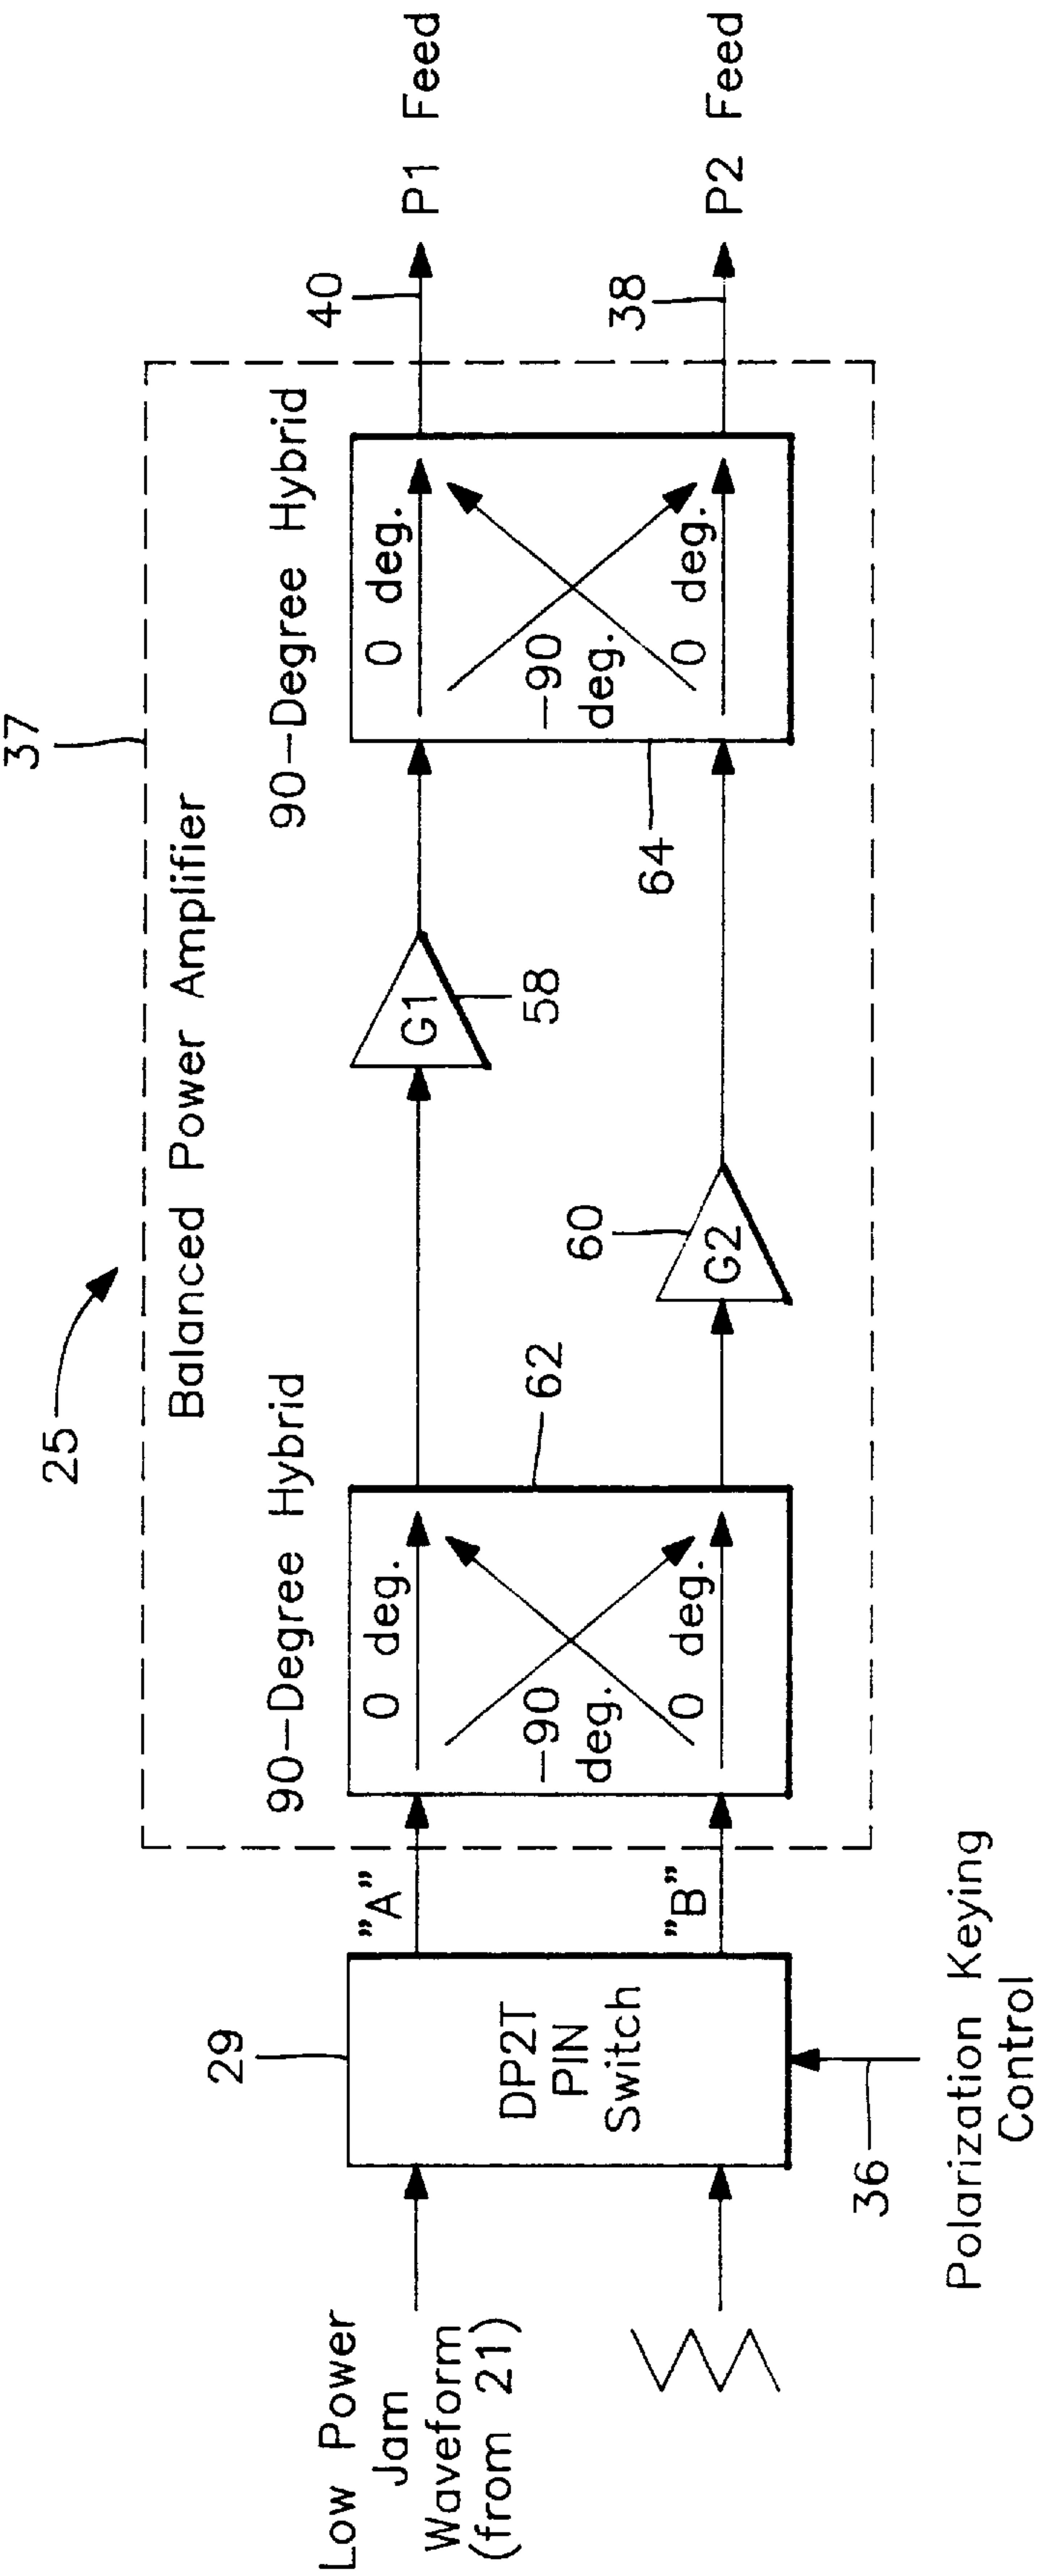 25
37
Balanced Power Amplifier
Low Power
Jam
Waveform
(from 21)
29
DP2T
PIN
Switch
36
Polarization Keying
Control
"A"
"B"
90-Degree Hybrid
0 deg.
-90
deg.
0 deg.
62
G1
58
60
G2
90-Degree Hybrid
0 deg.
-90
deg.
0 deg.
64
40
P1 Feed
38
P2 Feed